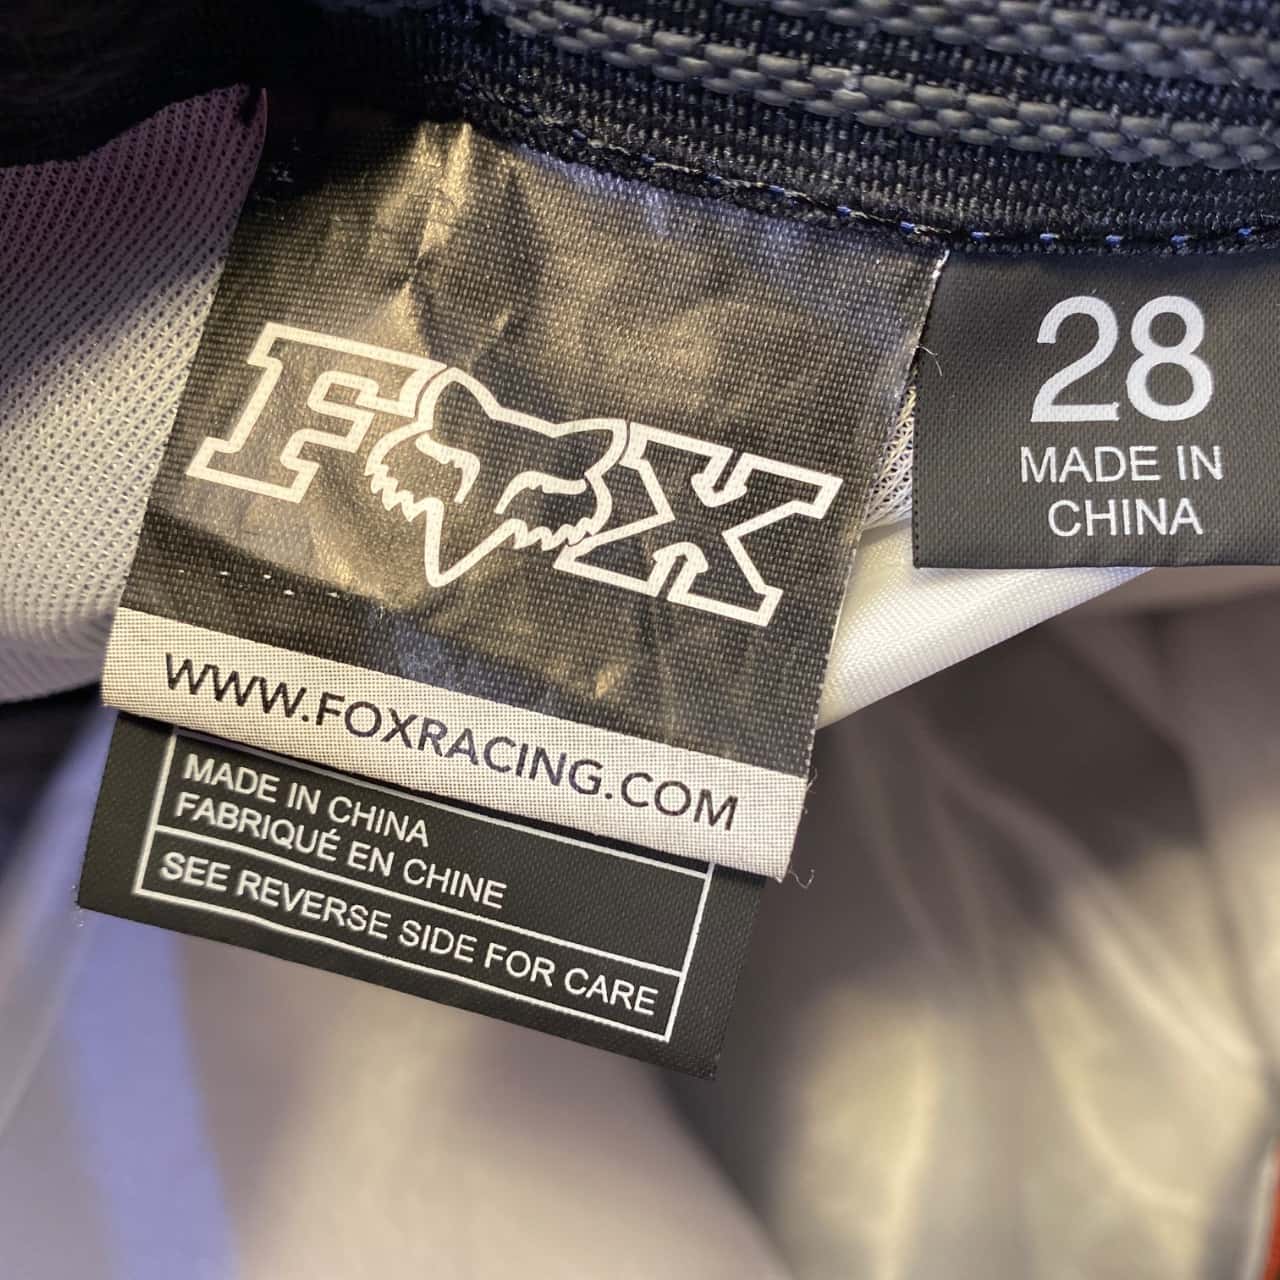 FOX
WWW.FOXRACING.COM
MADE IN CHINA
FABRIQUÉ EN CHINE
SEE REVERSE SIDE FOR CARE
28
MADE IN
CHINA